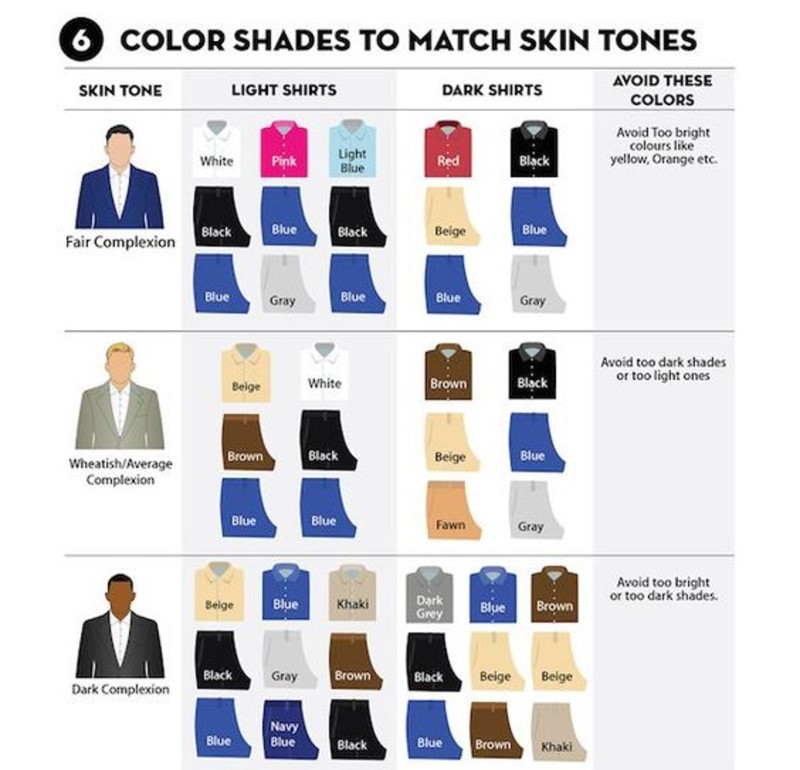 6 COLOR SHADES TO MATCH SKIN TONES
SKIN TONE
LIGHT SHIRTS
DARK SHIRTS
AVOID THESE
COLORS
Fair Complexion
White Pink Light
Blue
Black Blue Black
Blue Gray Blue
Red Black
Beige Blue
Blue Gray
Avoid Too bright
colours like
yellow, Orange etc.
Wheatish/Average
Complexion
Beige White
Brown Black
Blue Blue
Brown Black
Beige Blue
Fawn Gray
Avoid too dark shades
or too light ones
Dark Complexion
Beige Blue Khaki
Black Gray Brown
Blue Navy
Blue Black
Dark
Grey Blue Brown
Black Beige Beige
Blue Brown Khaki
Avoid too bright
or too dark shades.